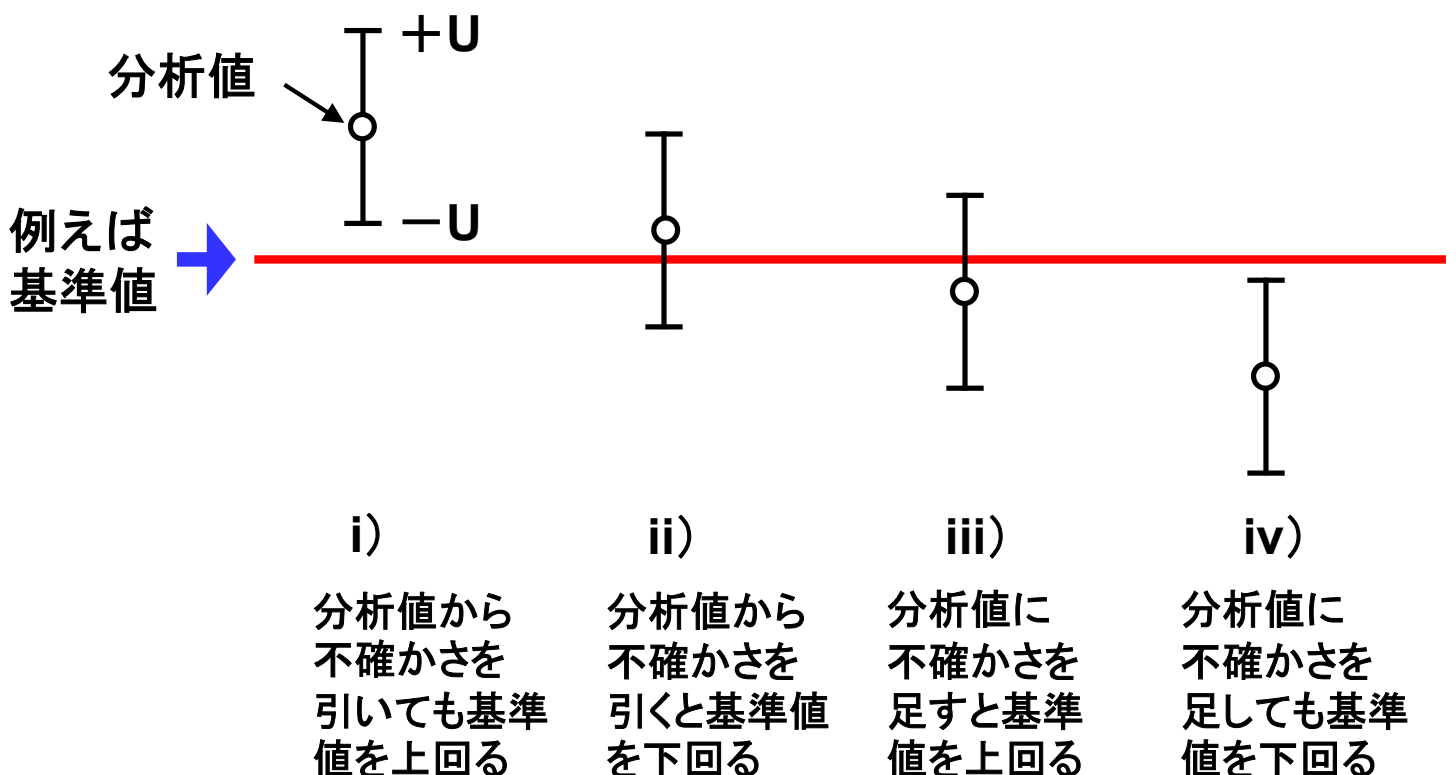 +U
分析値
-U
例えば
基準値
i)
分析値から
不確かさを
引いても基準
値を上回る
ii)
分析値から
不確かさを
引くと基準値
を下回る
iii)
分析値に
不確かさを
足すと基準
値を上回る
iv)
分析値に
不確かさを
足しても基準
値を下回る